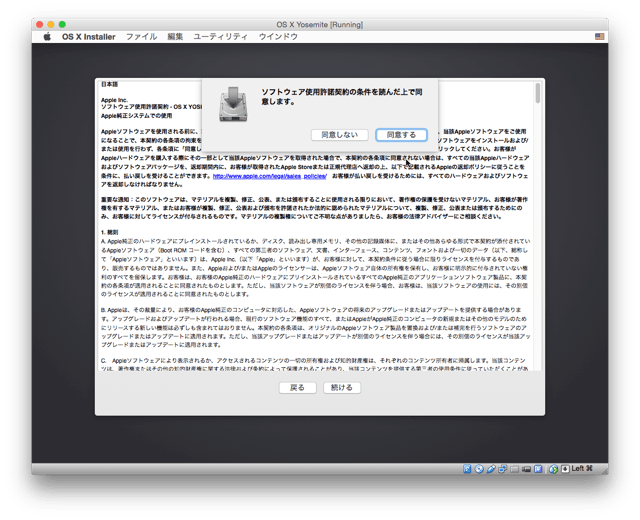 OS X Yosemite [Running]
OS X Installer ファイル 編集 ユーティリティ ウインドウ
日本語
Apple Inc.
ソフトウェア使用許諾契約 - OS X YOSE
Apple純正システムでの使用
ソフトウェア使用許諾契約の条件を読んだ上で同
意します。
同意しない 同意する
Appleソフトウェアを使用される前に、
、当該Appleソフトウェアをご使用
になることで、本契約の各条項の拘束を
ソフトウェアをインストールおよび/
または使用を行わず、各条項に「同意し
リックしてください。お客様が
Appleハードウェアを購入する際にその一部として当該Appleソフトウェアを取得された場合で、本契約の各条項に同意されない場合は、すべての当該Appleハードウェア
およびソフトウェアパッケージを、返却期間内に、お客様が取得されたApple Storeまたは正規代理店へ返却の上、以下で記載されるAppleの返却ポリシーに従うことを
条件に、払い戻しを受けることができます。http://www.apple.com/legal/sales_policies/ お客様が払い戻しを受けるためには、すべてのハードウェアおよびソフトウェ
アを返却しなければなりません。
重要な通知：このソフトウェアは、マテリアルを複製、修正、公表、または頒布することに使用される限りにおいて、著作権の保護を受けないマテリアル、お客様が著作
権を有するマテリアル、またはお客様が複製、修正、公表および頒布を許諾されたか法的に認められたマテリアルについて、複製、修正、公表または頒布するためにの
み、お客様に対してライセンスが付与されるものです。マテリアルの複製権についてご不明な点がありましたら、お客様の法律アドバイザーにご相談ください。
1. 総則
A. Apple純正のハードウェアにプレインストールされているか、ディスク、読み出し専用メモリ、その他の記録媒体に、またはその他あらゆる形式で本契約が添付されてい
るAppleソフトウェア（Boot ROM コードを含む）、すべての第三者のソフトウェア、文書、インターフェース、コンテンツ、フォントおよび一切のデータ（以下、総称し
て「Appleソフトウェア」といいます）は、Apple Inc.（以下「Apple」といいます）が、お客様に対して、本契約条件に従う場合に限りライセンスを付与するものであ
り、販売するものではありません。また、AppleおよびまたはAppleのライセンサーは、Appleソフトウェア自体の所有権を保有し、お客様に明示的に付与されていない権
利のすべてを留保します。お客様は、お客様のApple純正のハードウェアにプリインストールされているすべてのApple純正のアプリケーションソフトウェア製品に、本契
約の各条項が適用されることに同意されたものとします。ただし、当該ソフトウェアが別個のライセンスを伴う場合、お客様は、当該ソフトウェアの使用には、その別個
のライセンスが適用されることに同意されたものとします。
B. Appleは、その裁量により、お客様のApple純正のコンピュータに対応した、Appleソフトウェアの将来のアップグレードまたはアップデートを提供する場合がありま
す。アップグレードおよびアップデートが行われる場合、現行のソフトウェア機能のすべて、またはAppleがApple純正のコンピュータの新規またはその他のモデルのため
にリリースする新しい機能は必ずしも含まれておりません。本契約の各条項は、オリジナルのAppleソフトウェア製品を置換および/または補完を行うソフトウェアのアッ
プグレードまたはアップデートに適用されます。ただし、当該アップグレードまたはアップデートが別個のライセンスを伴う場合には、その別個のライセンスが当該アップ
グレードまたはアップデートに適用されます。
C. Appleソフトウェアにより表示されるか、アクセスされるコンテンツの一切の所有権および知的財産権は、それぞれのコンテンツ所有者に帰属します。当該コンテン
ツは、著作権またはその他の知的財産権に関する法律および条約によって保護されることがあり、当該コンテンツを提供する第三者の使用条件に従っていただくことがあ
戻る 続ける
Left ⌘